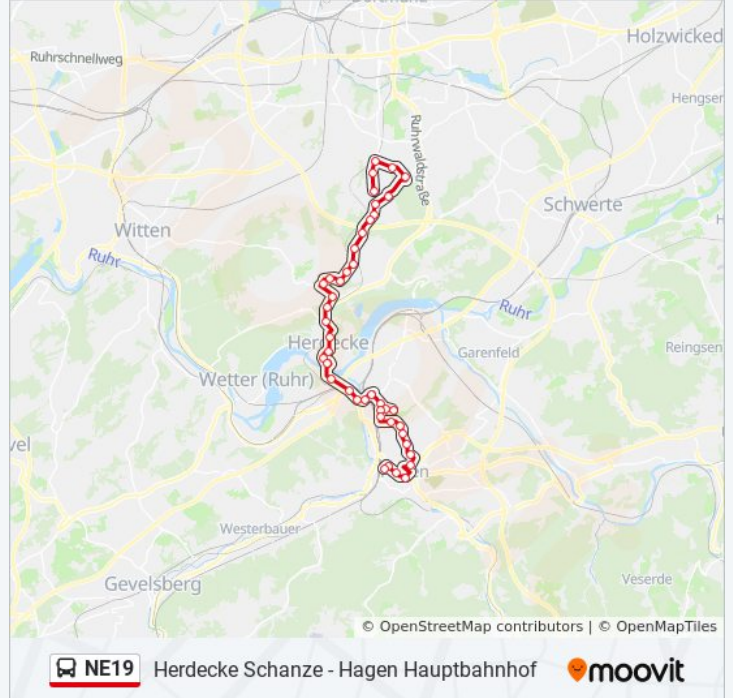 Holzwicked
Ruhrschnellweg
Hengsen
Ruhrwaldstraße
Schwerte
Witten
Ruhr
Ruhr
Herdecke
Garenfeld
Reingsen
Wetter (Ruhr)
vel
Westerbauer
Gevelsberg
Veserde
© OpenStreetMap contributors | © OpenMapTiles
NE19 Herdecke Schanze - Hagen Hauptbahnhof moovit